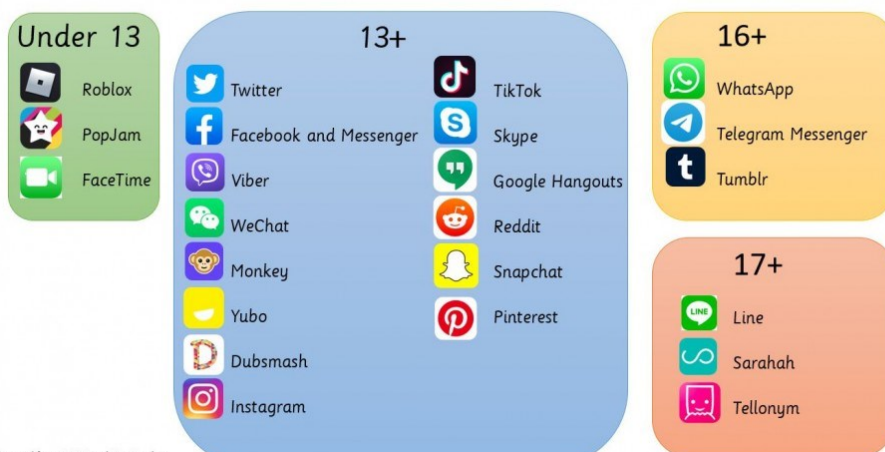 Under 13
Roblox
PopJam
FaceTime
13+
Twitter
Facebook and Messenger
Viber
WeChat
Monkey
Yubo
Dubsmash
Instagram
TikTok
Skype
Google Hangouts
Reddit
Snapchat
Pinterest
16+
WhatsApp
Telegram Messenger
Tumblr
17+
LINE
Line
Sarahah
Tellonym